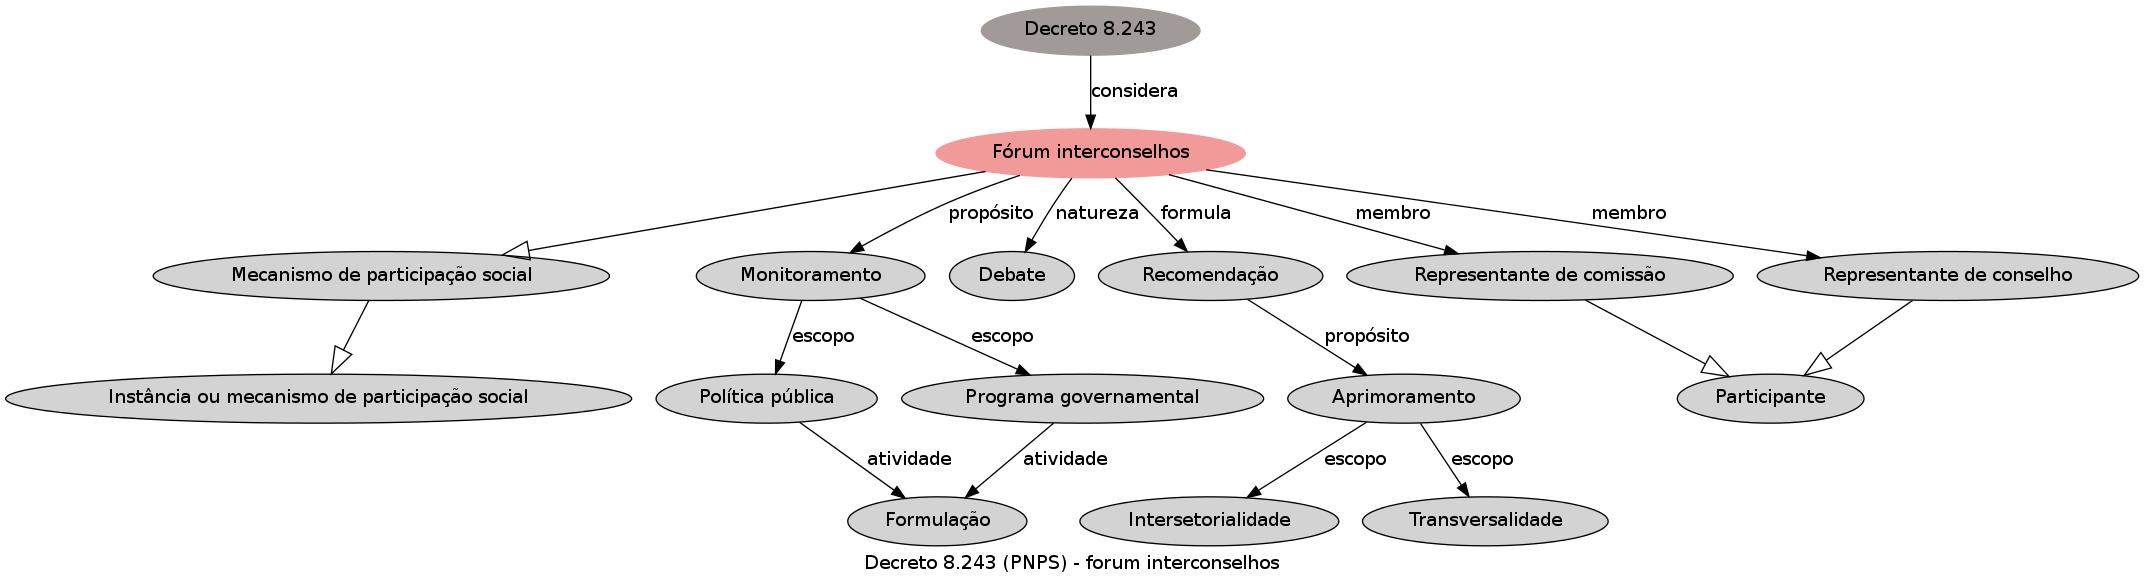 Decreto 8.243
considera
Fórum interconselhos
propósito
natureza
formula
membro
membro
Mecanismo de participação social
Monitoramento
Debate
Recomendação
Representante de comissão
Representante de conselho
escopo
escopo
propósito
Instância ou mecanismo de participação social
Política pública
Programa governamental
Aprimoramento
Participante
atividade
atividade
escopo
escopo
Formulação
Intersetorialidade
Transversalidade
Decreto 8.243 (PNPS) - forum interconselhos